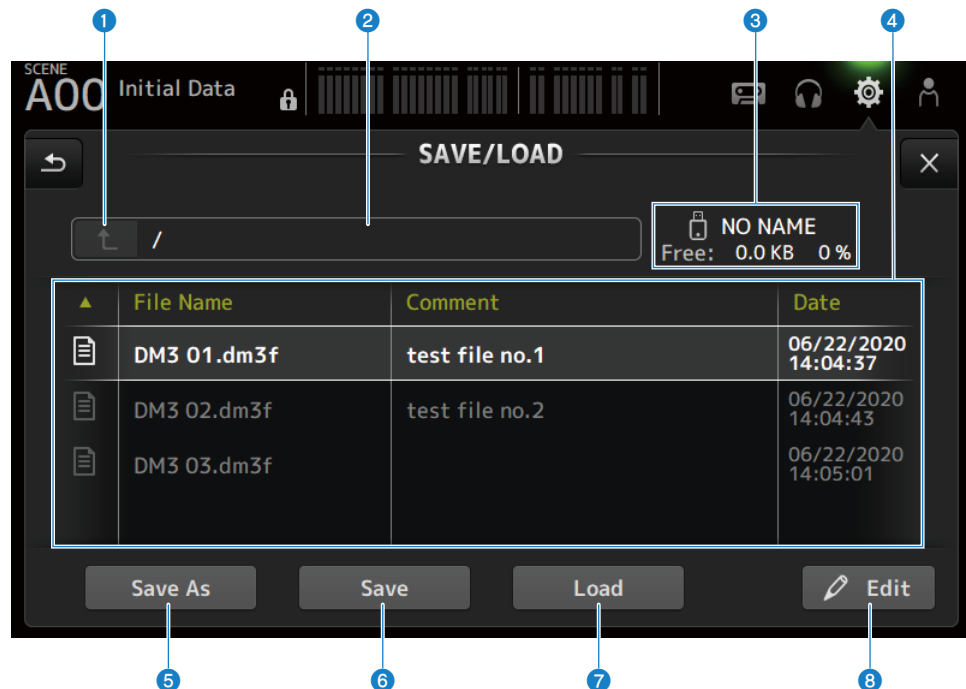 1 2 3 4
SCENE
A00 Initial Data
SAVE/LOAD
/
NO NAME
Free: 0.0 KB 0 %
▲ File Name Comment Date
DM3 01.dm3f test file no.1 06/22/2020 14:04:37
DM3 02.dm3f test file no.2 06/22/2020 14:04:43
DM3 03.dm3f 06/22/2020 14:05:01
Save As Save Load Edit
5 6 7 8